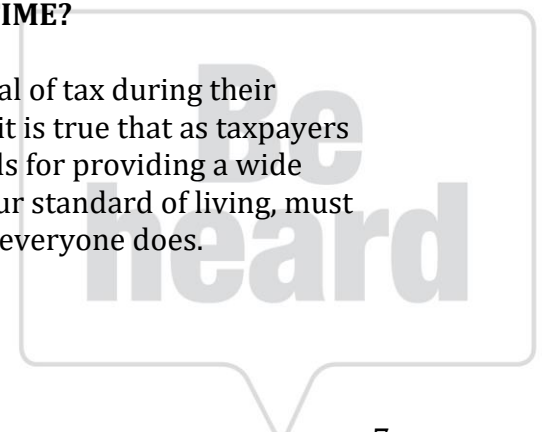 IME?
al of tax during their
it is true that as taxpayers
ls for providing a wide
ur standard of living, must
everyone does.
Be
heard